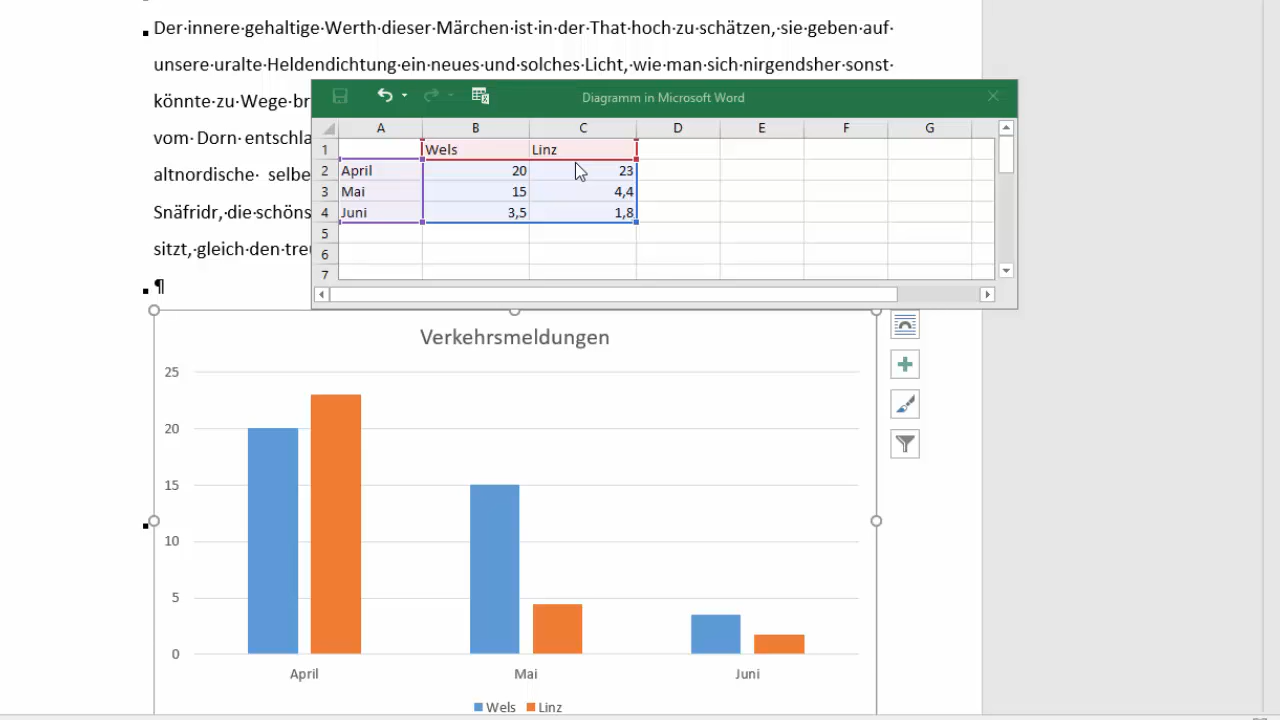 Der innere gehaltige Werth dieser Märchen ist in der That hoch zu schätzen, sie geben auf
unsere uralte Heldendichtung ein neues und solches Licht, wie man sich nirgendsher sonst
könnte zu Wege br
vom Dorn entschla
altnordische selbe
Snäfridr, die schöns
sitzt, gleich den treu
¶
Diagramm in Microsoft Word
A B C D E F G
1 Wels Linz
2 April 20 23
3 Mai 15 4,4
4 Juni 3,5 1,8
5
6
7
Verkehrsmeldungen
25
20
15
10
5
0
April Mai Juni
Wels Linz